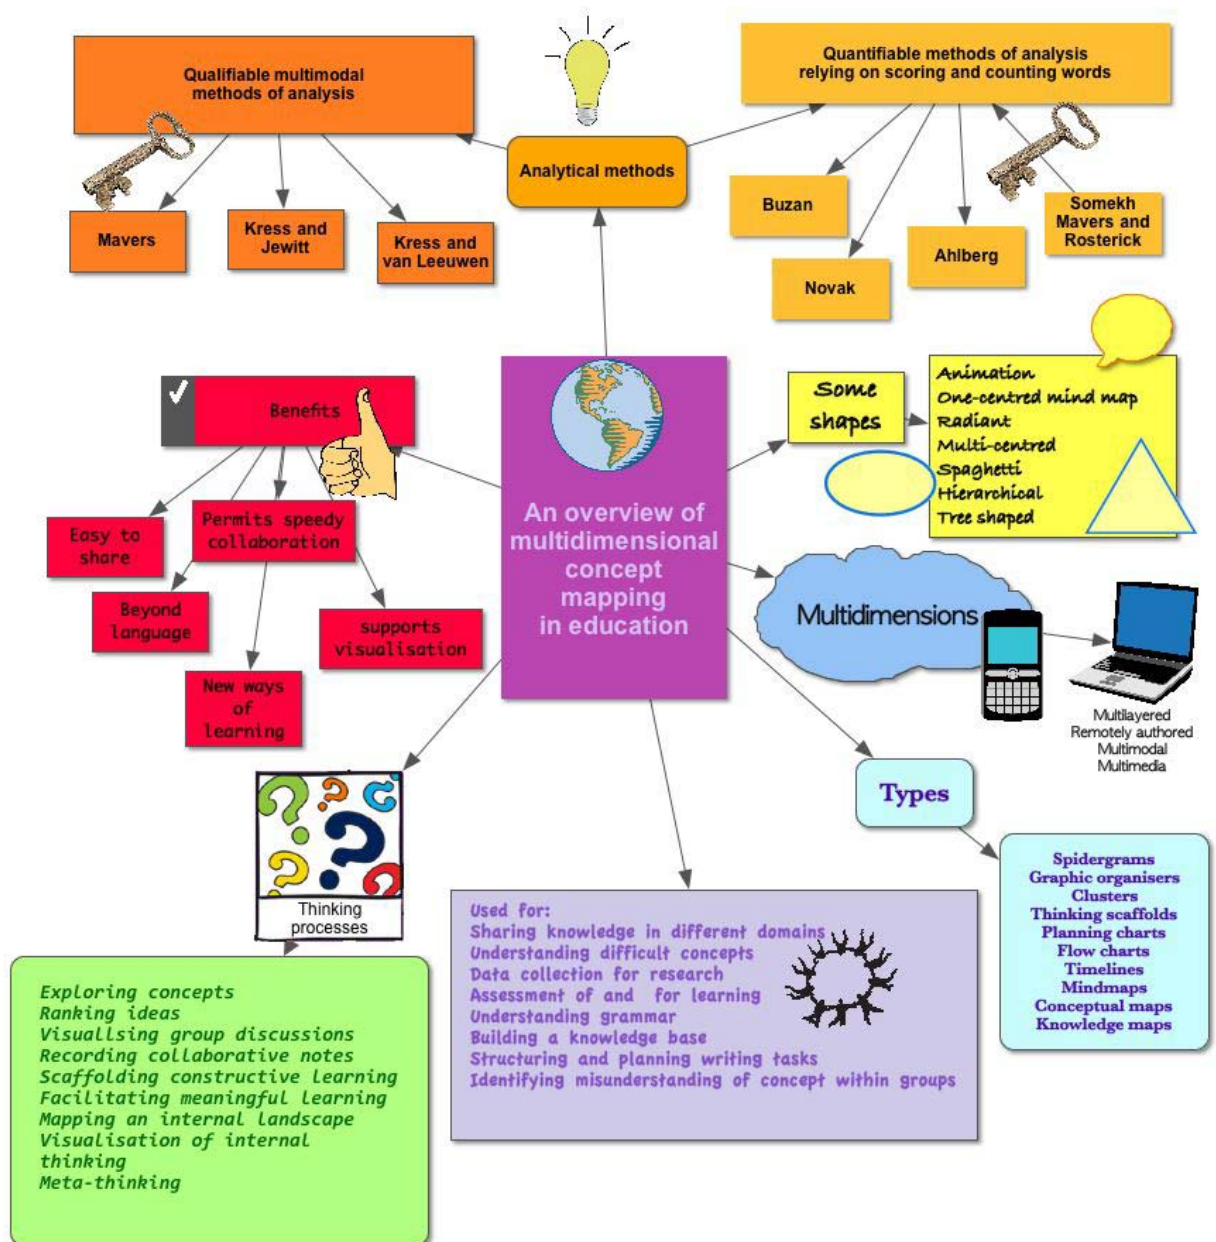 Qualifiable multimodal
methods of analysis
Quantifiable methods of analysis
relying on scoring and counting words
Analytical methods
Mavers
Kress and
Jewitt
Kress and
van Leeuwen
Buzan
Novak
Ahlberg
Somekh
Mavers and
Rosterick
An overview of
multidimensional
concept
mapping
in education
Benefits
Easy to
share
Permits speedy
collaboration
Beyond
language
supports
visualisation
New ways
of
learning
Some
shapes
Animation
One-centred mind map
Radiant
Multi-centred
Spaghetti
Hierarchical
Tree shaped
Multidimensions
Multilayered
Remotely authored
Multimodal
Multimedia
Types
Spidergrams
Graphic organisers
Clusters
Thinking scaffolds
Planning charts
Flow charts
Timelines
Mindmaps
Conceptual maps
Knowledge maps
Thinking
processes
Exploring concepts
Ranking ideas
Visuallsing group discussions
Recording collaborative notes
Scaffolding constructive learning
Facilitating meaningful learning
Mapping an internal landscape
Visualisation of internal
thinking
Meta-thinking
Used for:
Sharing knowledge in different domains
Understanding difficult concepts
Data collection for research
Assessment of and for learning
Understanding grammar
Building a knowledge base
Structuring and planning writing tasks
Identifying misunderstanding of concept within groups